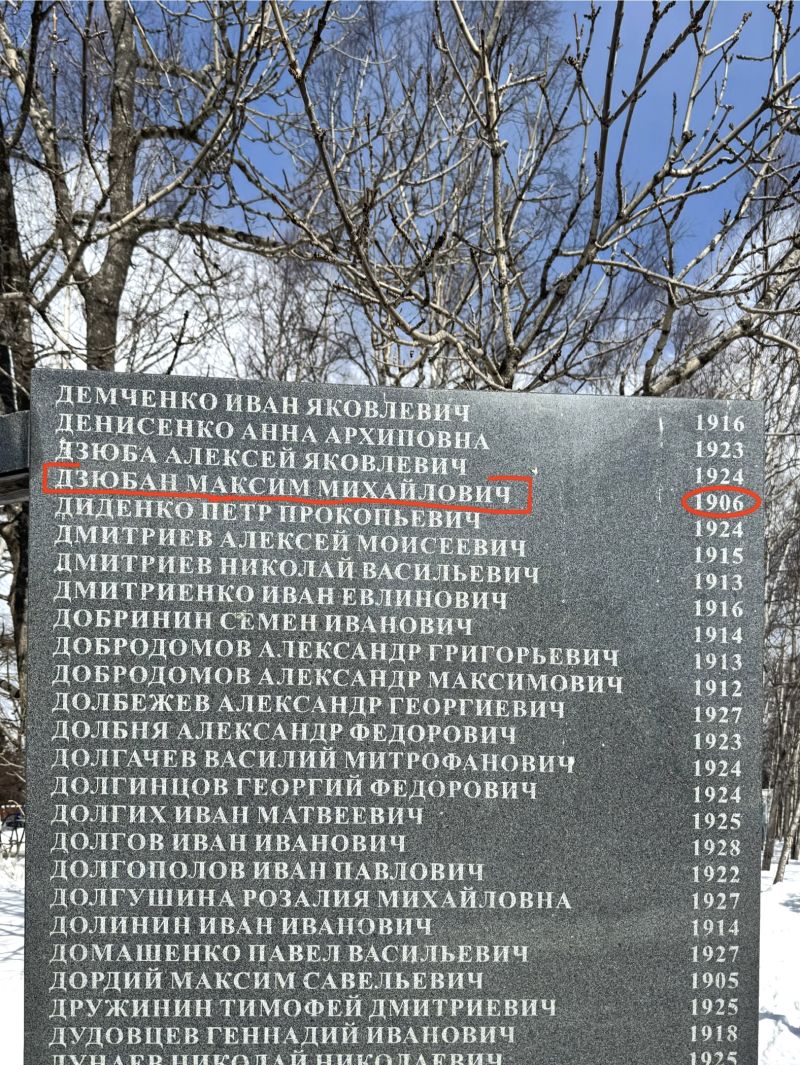 ДЕМЧЕНКО ИВАН ЯКОВЛЕВИЧ 1916
ДЕНИСЕНКО АННА АРХИПОВНА 1923
ДЗЮБА АЛЕКСЕЙ ЯКОВЛЕВИЧ 1924
ДЗЮБАН МАКСИМ МИХАЙЛОВИЧ 1906
ДИДЕНКО ПЕТР ПРОКОПЬЕВИЧ 1924
ДМИТРИЕВ АЛЕКСЕЙ МОИСЕЕВИЧ 1915
ДМИТРИЕВ НИКОЛАЙ ВАСИЛЬЕВИЧ 1913
ДМИТРИЕНКО ИВАН ЕВЛИНОВИЧ 1916
ДОБРИНИН СЕМЕН ИВАНОВИЧ 1914
ДОБРОДОМОВ АЛЕКСАНДР ГРИГОРЬЕВИЧ 1913
ДОБРОДОМОВ АЛЕКСАНДР МАКСИМОВИЧ 1912
ДОЛБЕЖЕВ АЛЕКСАНДР ГЕОРГИЕВИЧ 1927
ДОЛБНЯ АЛЕКСАНДР ФЕДОРОВИЧ 1923
ДОЛГАЧЕВ ВАСИЛИЙ МИТРОФАНОВИЧ 1924
ДОЛГИНЦОВ ГЕОРГИЙ ФЕДОРОВИЧ 1924
ДОЛГИХ ИВАН МАТВЕЕВИЧ 1925
ДОЛГОВ ИВАН ИВАНОВИЧ 1928
ДОЛГОПОЛОВ ИВАН ПАВЛОВИЧ 1922
ДОЛГУШИНА РОЗАЛИЯ МИХАЙЛОВНА 1927
ДОЛИНИН ИВАН ИВАНОВИЧ 1914
ДОМАШЕНКО ПАВЕЛ ВАСИЛЬЕВИЧ 1927
ДОРДИЙ МАКСИМ САВЕЛЬЕВИЧ 1905
ДРУЖИНИН ТИМОФЕЙ ДМИТРИЕВИЧ 1925
ДУДОВЦЕВ ГЕННАДИЙ ИВАНОВИЧ 1918
ДУНАЕВ НИКОЛАЙ НИКОЛАЕВИЧ 1925